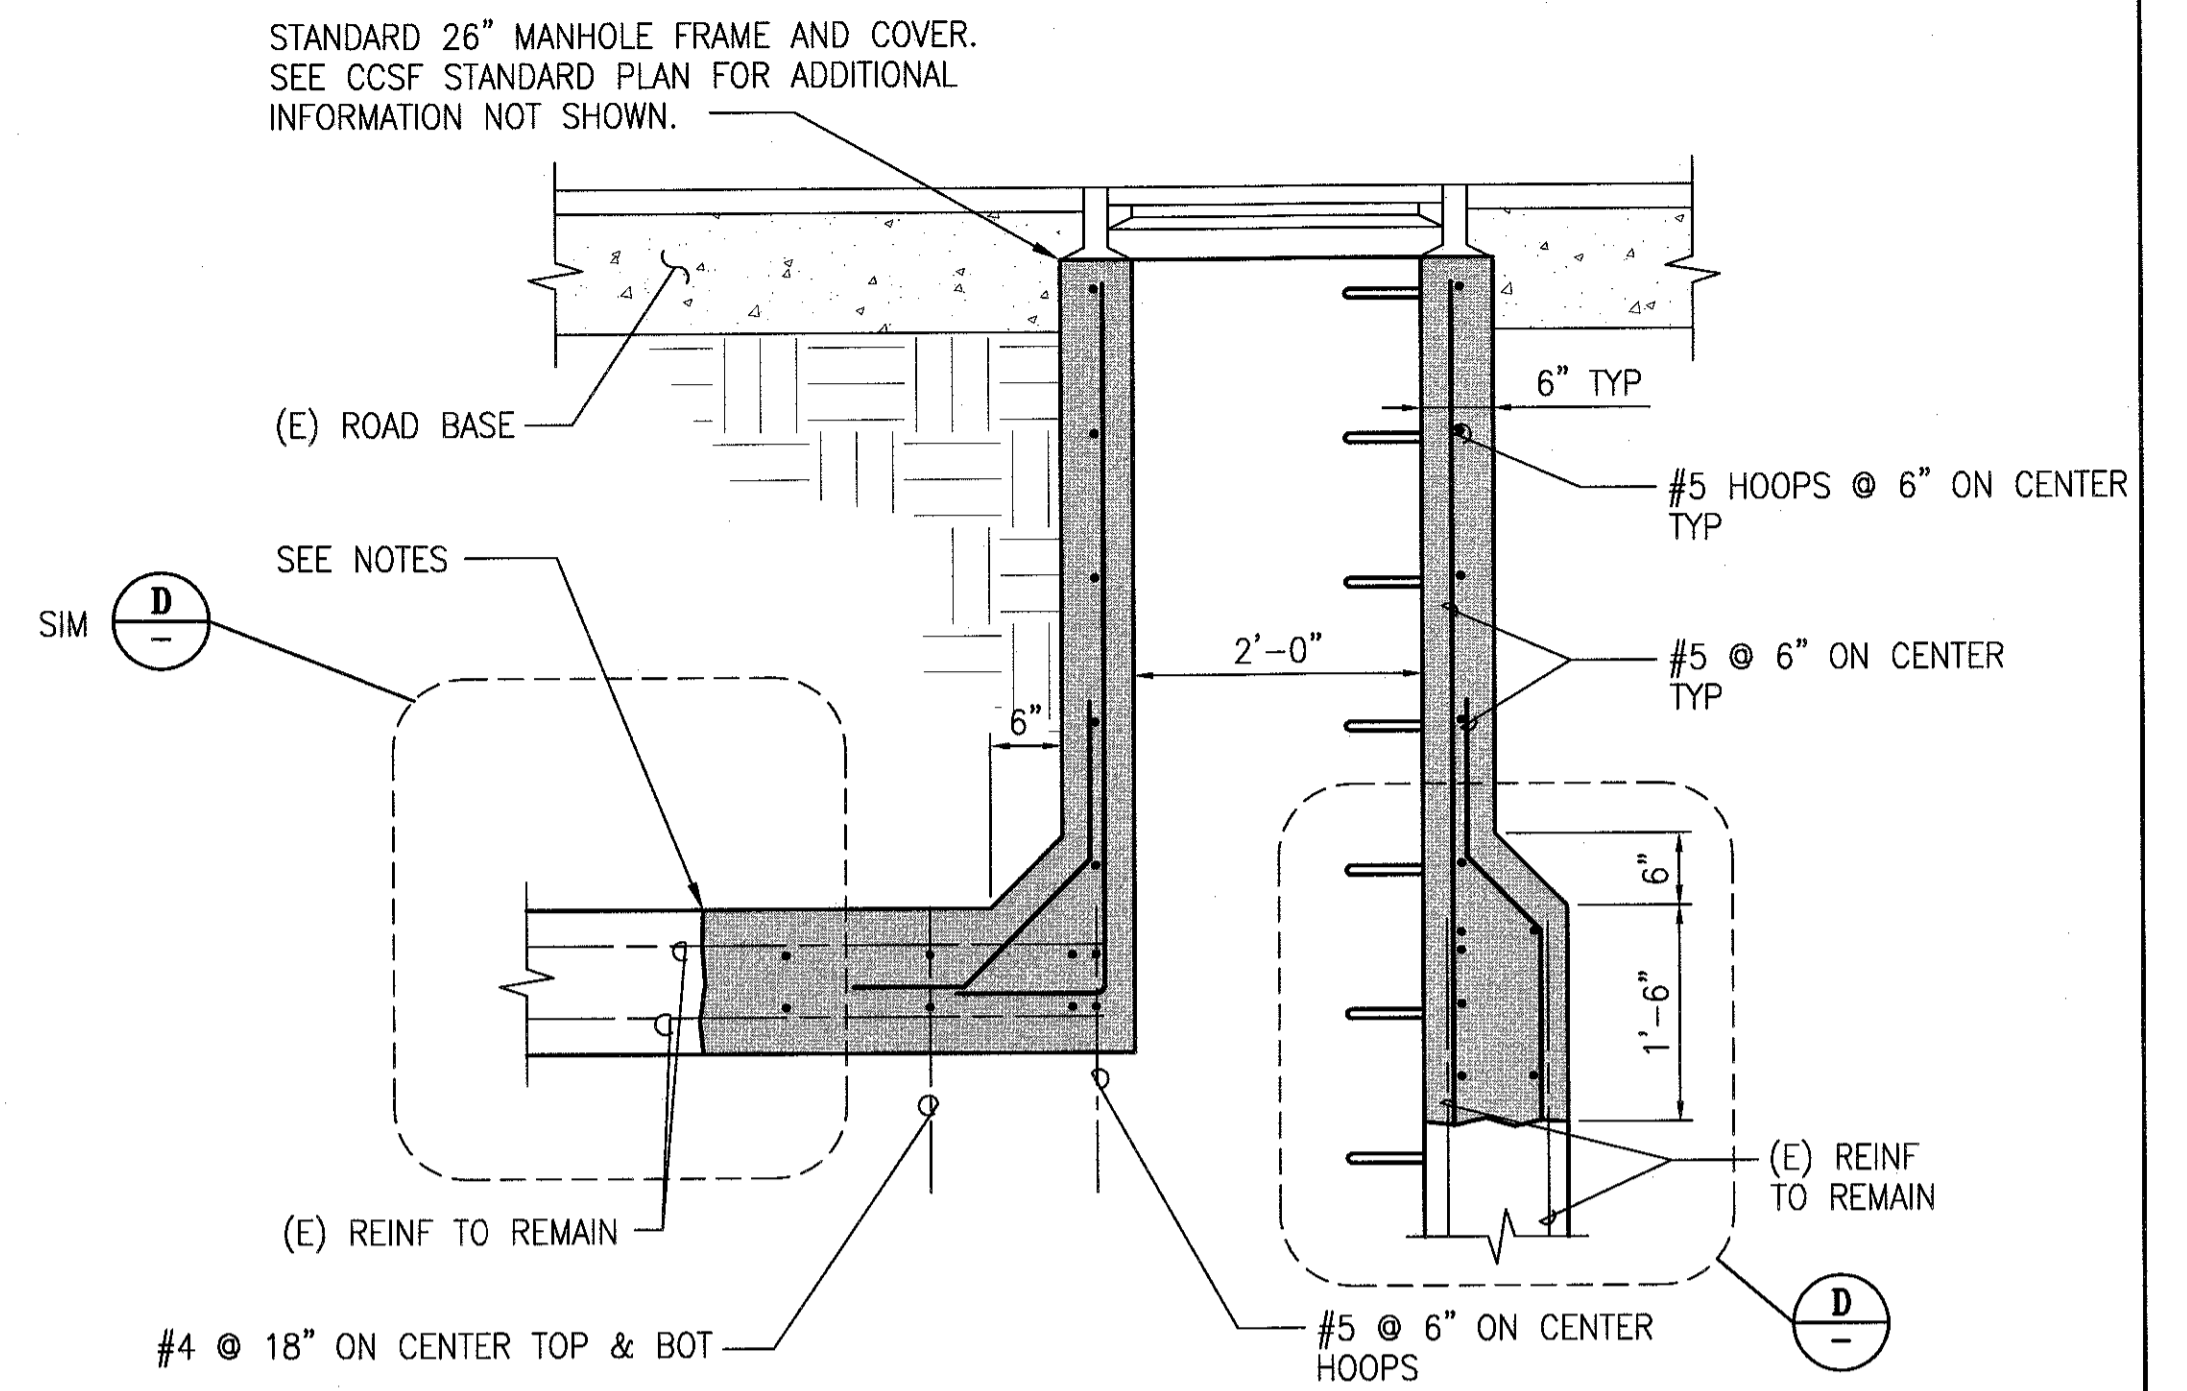 STANDARD 26” MANHOLE FRAME AND COVER.
SEE CCSF STANDARD PLAN FOR ADDITIONAL
INFORMATION NOT SHOWN.
(E) ROAD BASE
6” TYP
#5 HOOPS @ 6” ON CENTER
TYP
SEE NOTES
SIM
D
–
2'-0”
#5 @ 6” ON CENTER
TYP
6”
6”
1'-6”
(E) REINF
TO REMAIN
(E) REINF TO REMAIN
#4 @ 18” ON CENTER TOP & BOT
#5 @ 6” ON CENTER
HOOPS
D
–